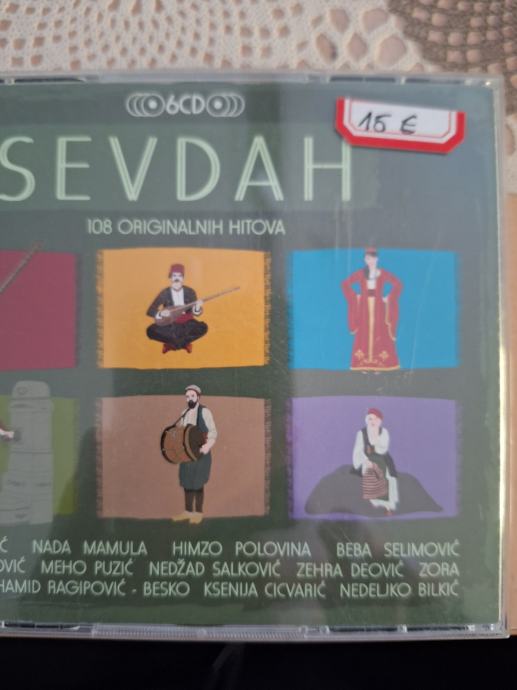 6CD
15 €
SEVDAH
108 ORIGINALNIH HITOVA
Ć NADA MAMULA HIMZO POLOVINA BEBA SELIMOVIĆ
OVIĆ MEHO PUZIĆ NEDŽAD SALKOVIĆ ZEHRA DEOVIĆ ZORA
HAMID RAGIPOVIĆ - BESKO KSENIJA CICVARIĆ NEDELJKO BILKIĆ